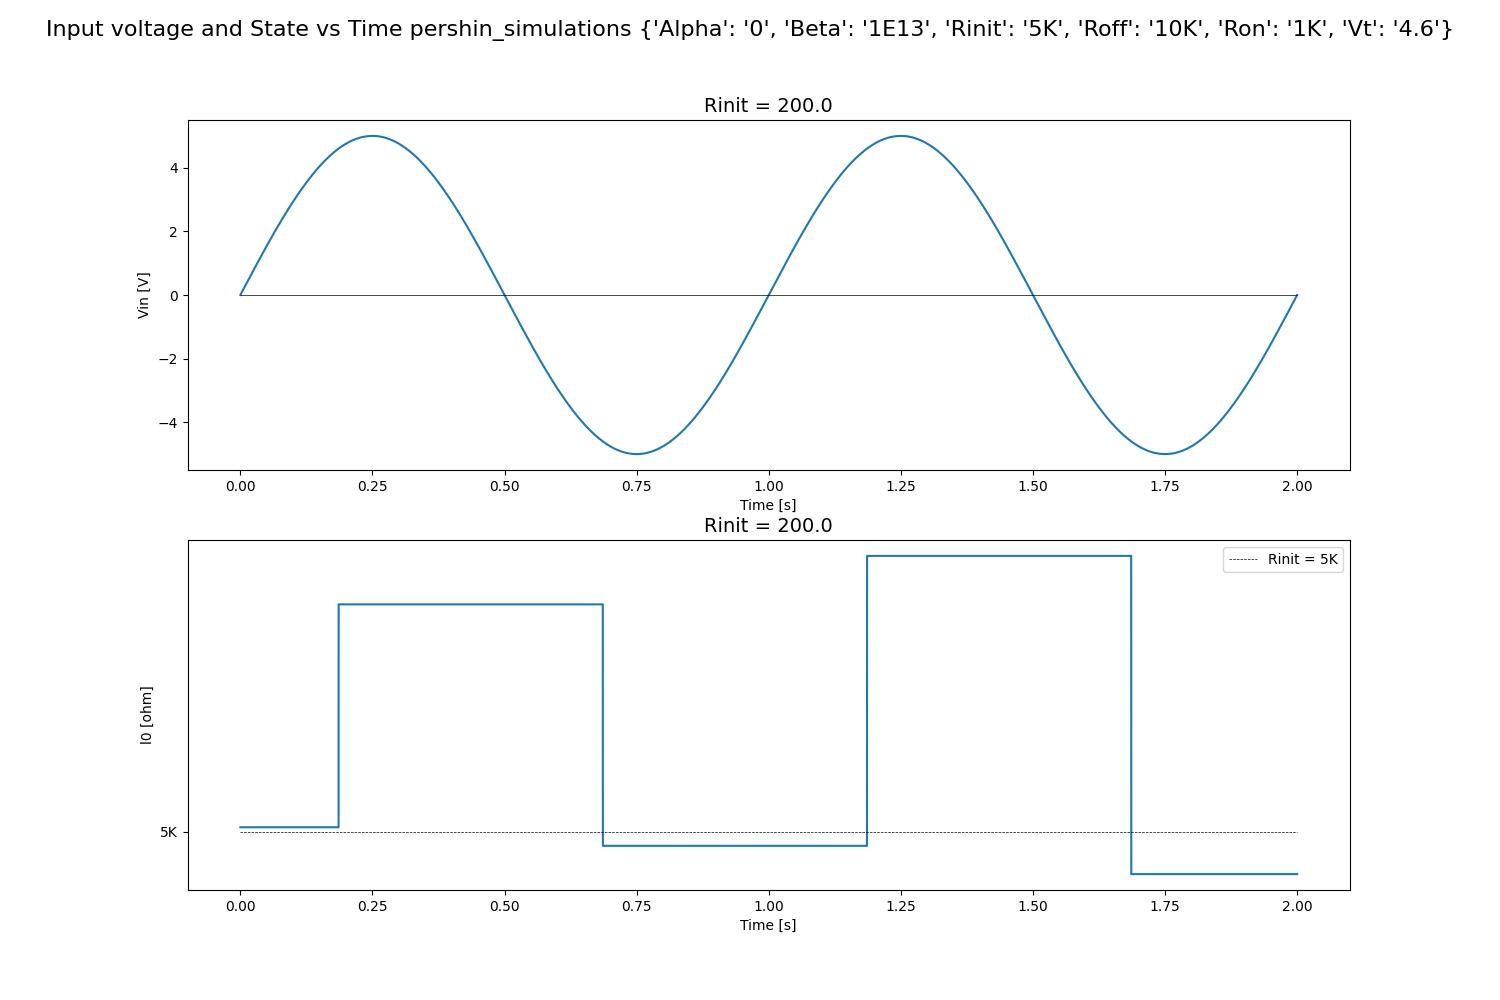 Input voltage and State vs Time pershin_simulations {'Alpha': '0', 'Beta': '1E13', 'Rinit': '5K', 'Roff': '10K', 'Ron': '1K', 'Vt': '4.6'}
Rinit = 200.0
4
2
0
−2
−4
Vin [V]
0.00 0.25 0.50 0.75 1.00 1.25 1.50 1.75 2.00
Time [s]
Rinit = 200.0
Rinit = 5K
l0 [ohm]
5K
0.00 0.25 0.50 0.75 1.00 1.25 1.50 1.75 2.00
Time [s]